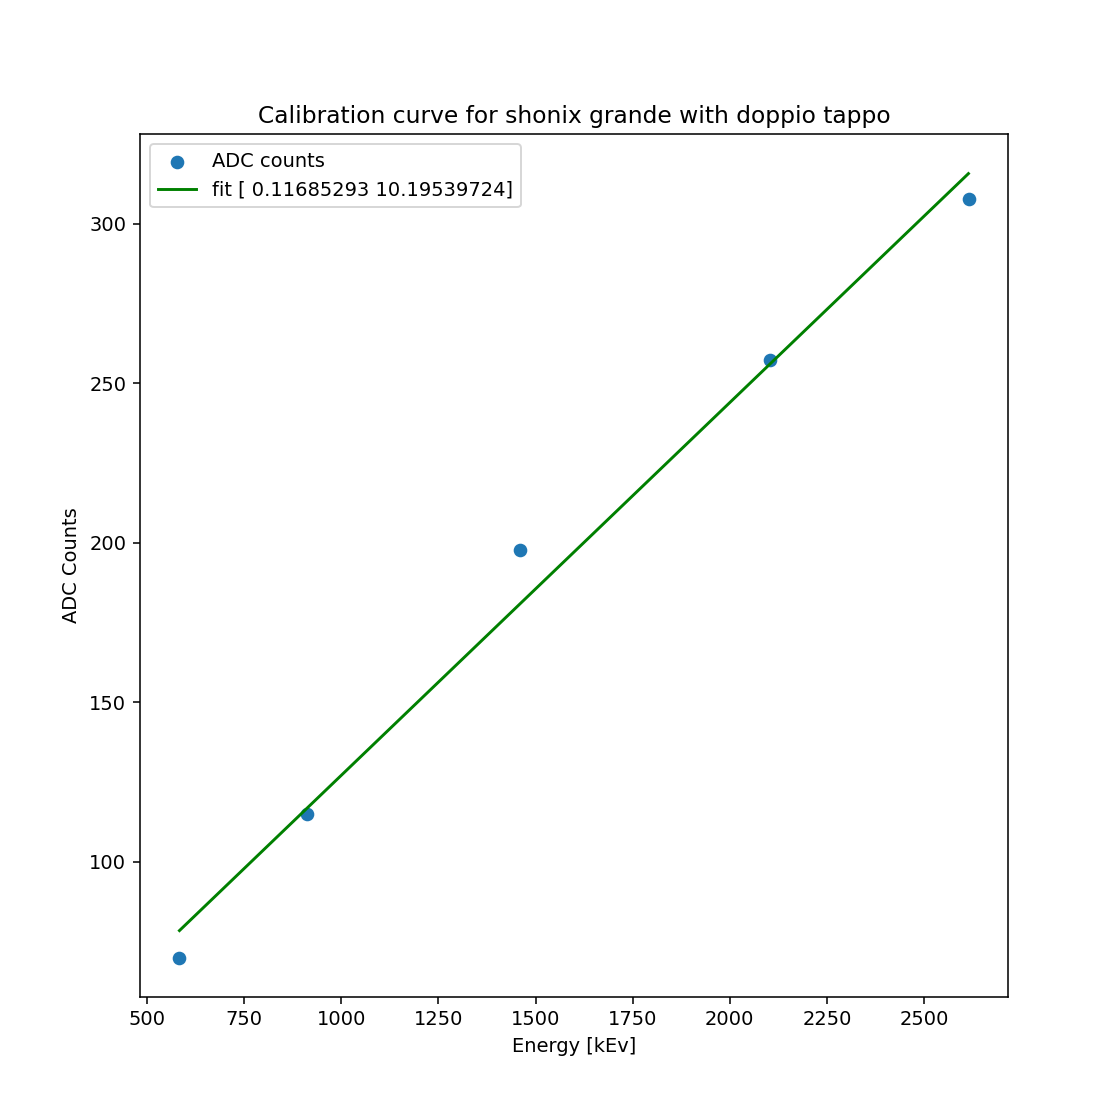 Calibration curve for shonix grande with doppio tappo
ADC counts
fit [ 0.11685293 10.19539724]
300
250
200
150
100
ADC Counts
500 750 1000 1250 1500 1750 2000 2250 2500
Energy [kEv]